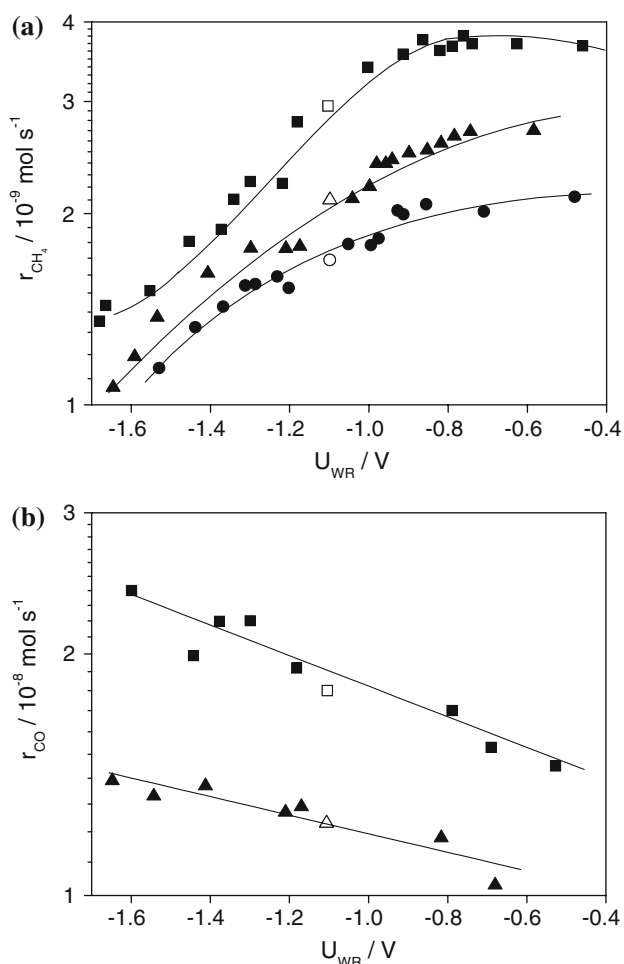 (a)
4
3
2
1
r_CH₄ / 10⁻⁹ mol s⁻¹
-1.6 -1.4 -1.2 -1.0 -0.8 -0.6 -0.4
U_WR / V
(b)
3
2
1
r_CO / 10⁻⁸ mol s⁻¹
-1.6 -1.4 -1.2 -1.0 -0.8 -0.6 -0.4
U_WR / V